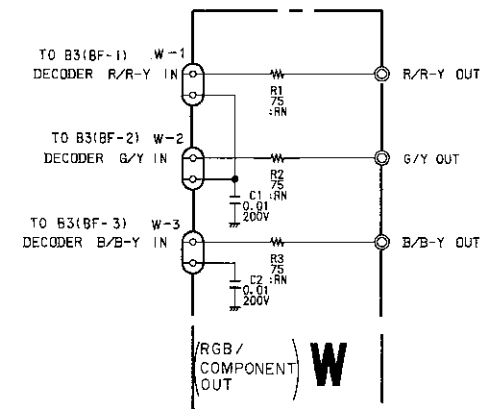 TO B3(BF-1) W-1
DECODER R/R-Y IN
R/R-Y OUT
R1
75
:RN
TO B3(BF-2) W-2
DECODER G/Y IN
G/Y OUT
R2
75
:RN
C1
0.01
200V
TO B3(BF-3) W-3
DECODER B/B-Y IN
B/B-Y OUT
R3
75
:RN
C2
0.01
200V
(RGB/
COMPONENT
OUT)
W